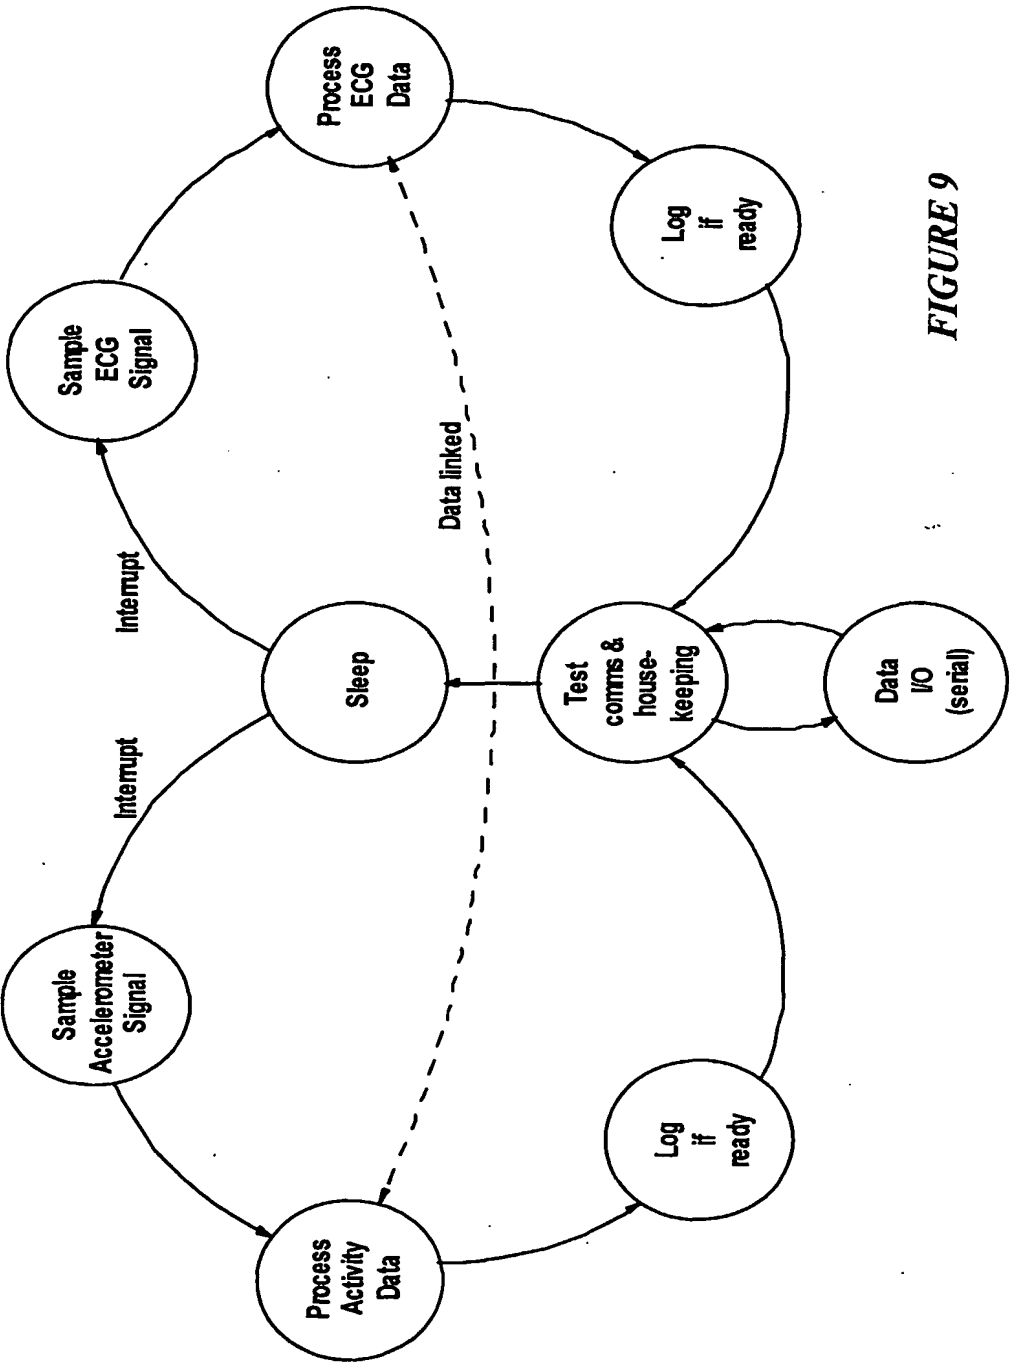 Sample
Accelerometer
Signal
Interrupt
Interrupt
Sample
ECG
Signal
Process
Activity
Data
Sleep
Process
ECG
Data
Data linked
Log
if
ready
Test
comms &
house-
keeping
Log
if
ready
Data
I/O
(serial)
FIGURE 9